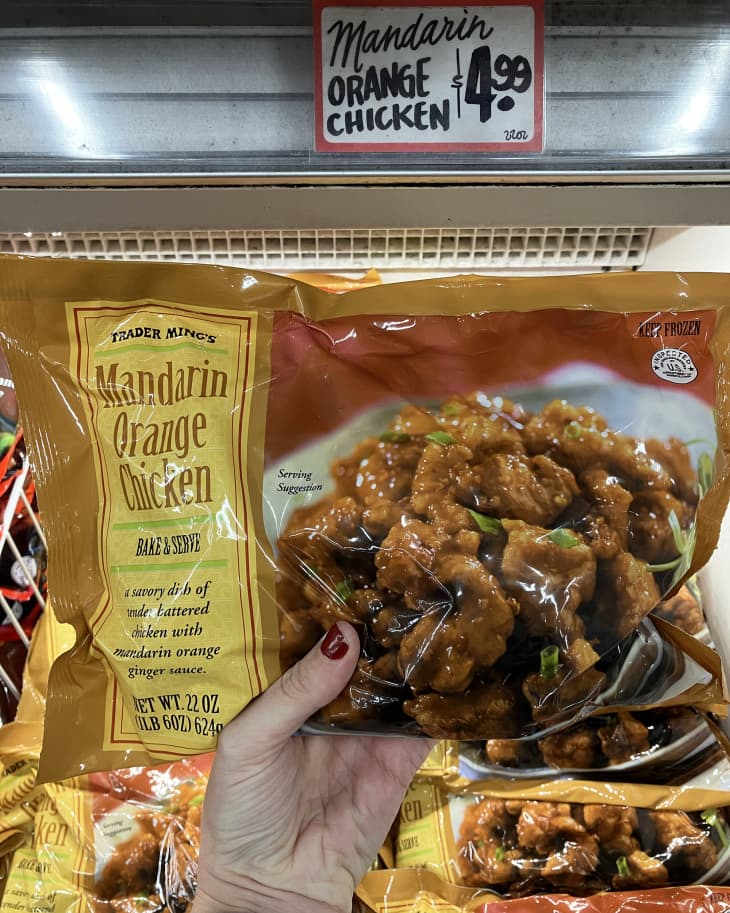 Mandarin
ORANGE
CHICKEN
$4.99
22oz
TRADER MING'S
Mandarin
Orange
Chicken
BAKE & SERVE
a savory dish of
tender battered
chicken with
mandarin orange
ginger sauce.
NET WT. 22 OZ
(1LB 6OZ) 624g
Serving
Suggestion
KEEP FROZEN
INSPECTED
U.S.